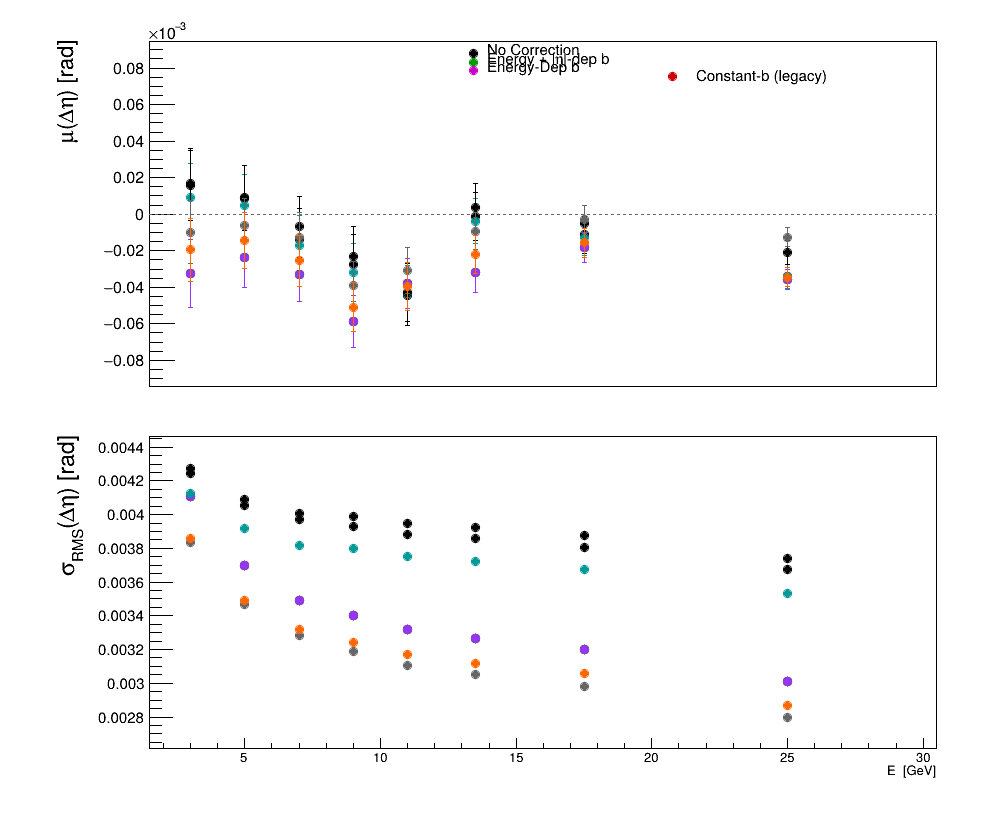 ×10⁻³
μ(Δη) [rad]
0.08
0.06
0.04
0.02
0
−0.02
−0.04
−0.06
−0.08
No Correction
Energy + |η|-dep b
Energy-Dep b
Constant-b (legacy)
σRMS(Δη) [rad]
0.0044
0.0042
0.004
0.0038
0.0036
0.0034
0.0032
0.003
0.0028
5 10 15 20 25 30
E [GeV]